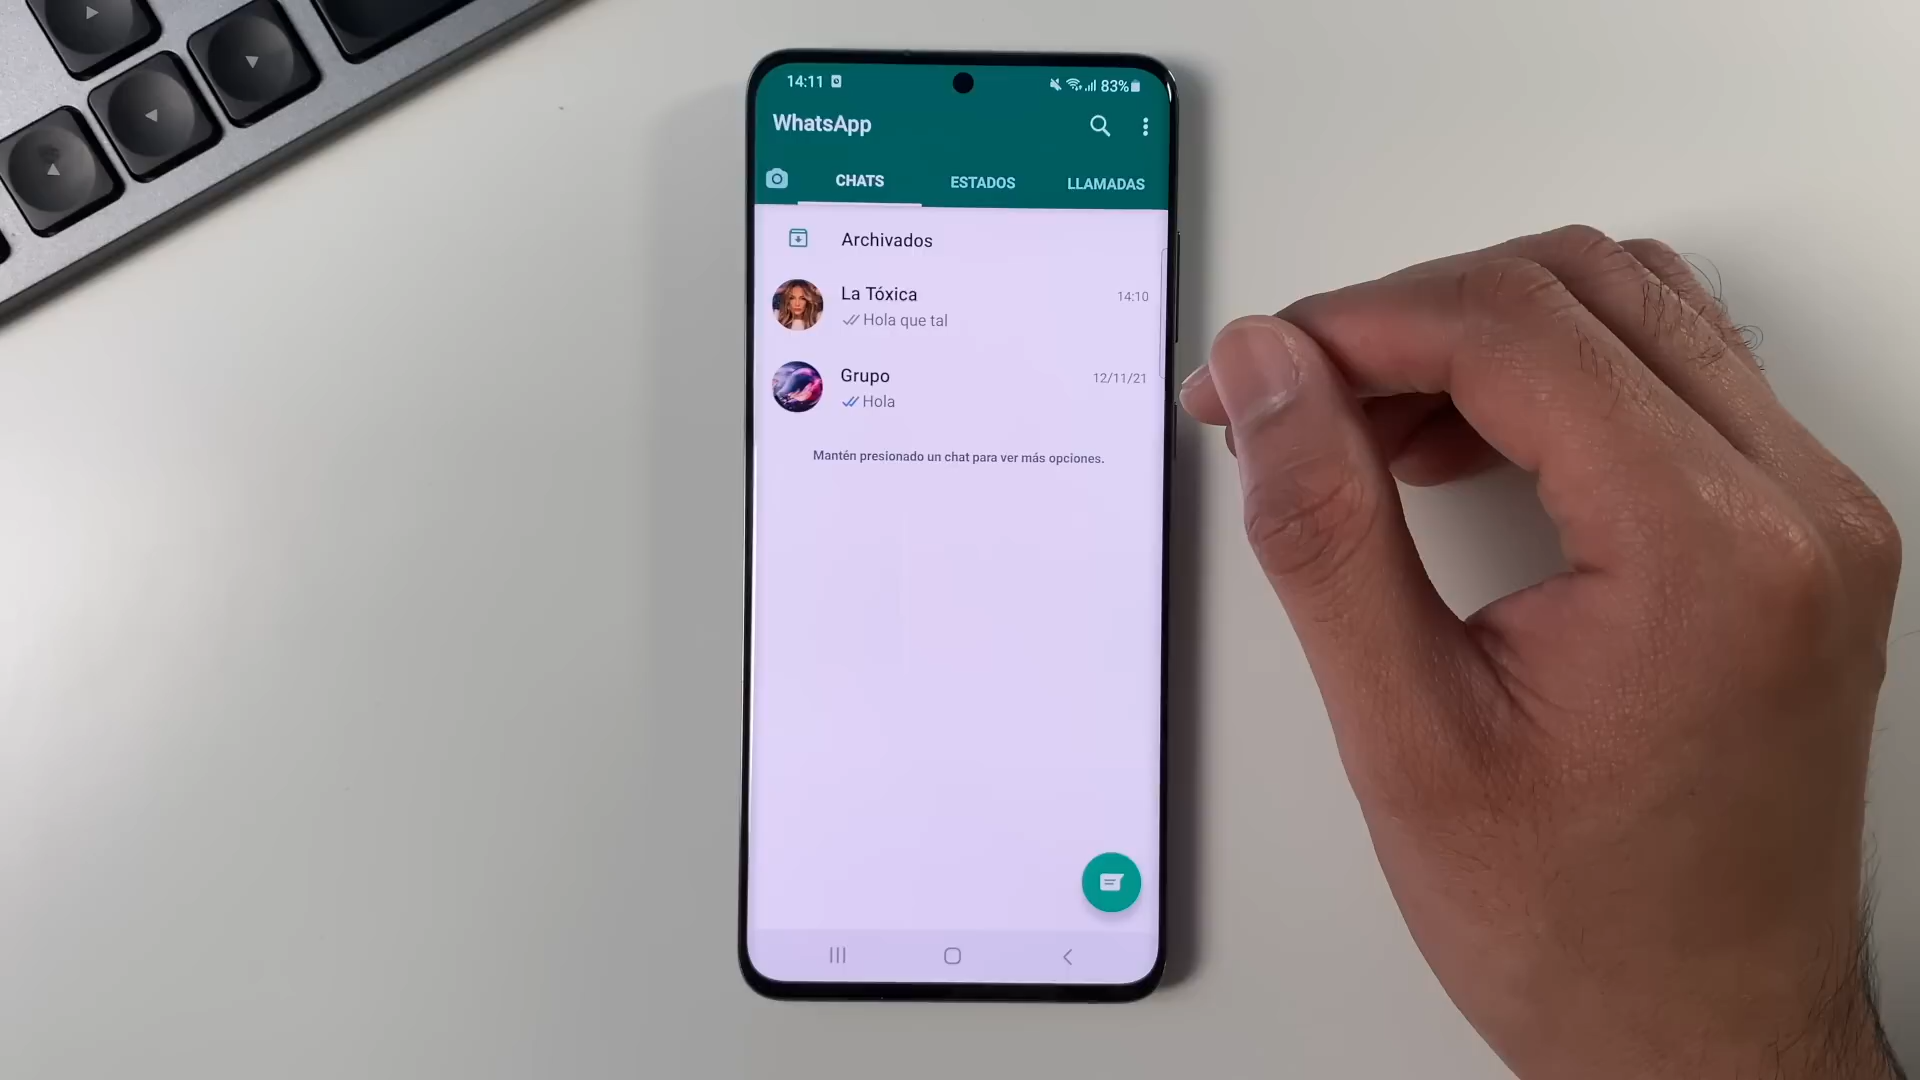 14:11
83%
WhatsApp
CHATS ESTADOS LLAMADAS
Archivados
La Tóxica 14:10
Hola que tal
Grupo 12/11/21
Hola
Mantén presionado un chat para ver más opciones.